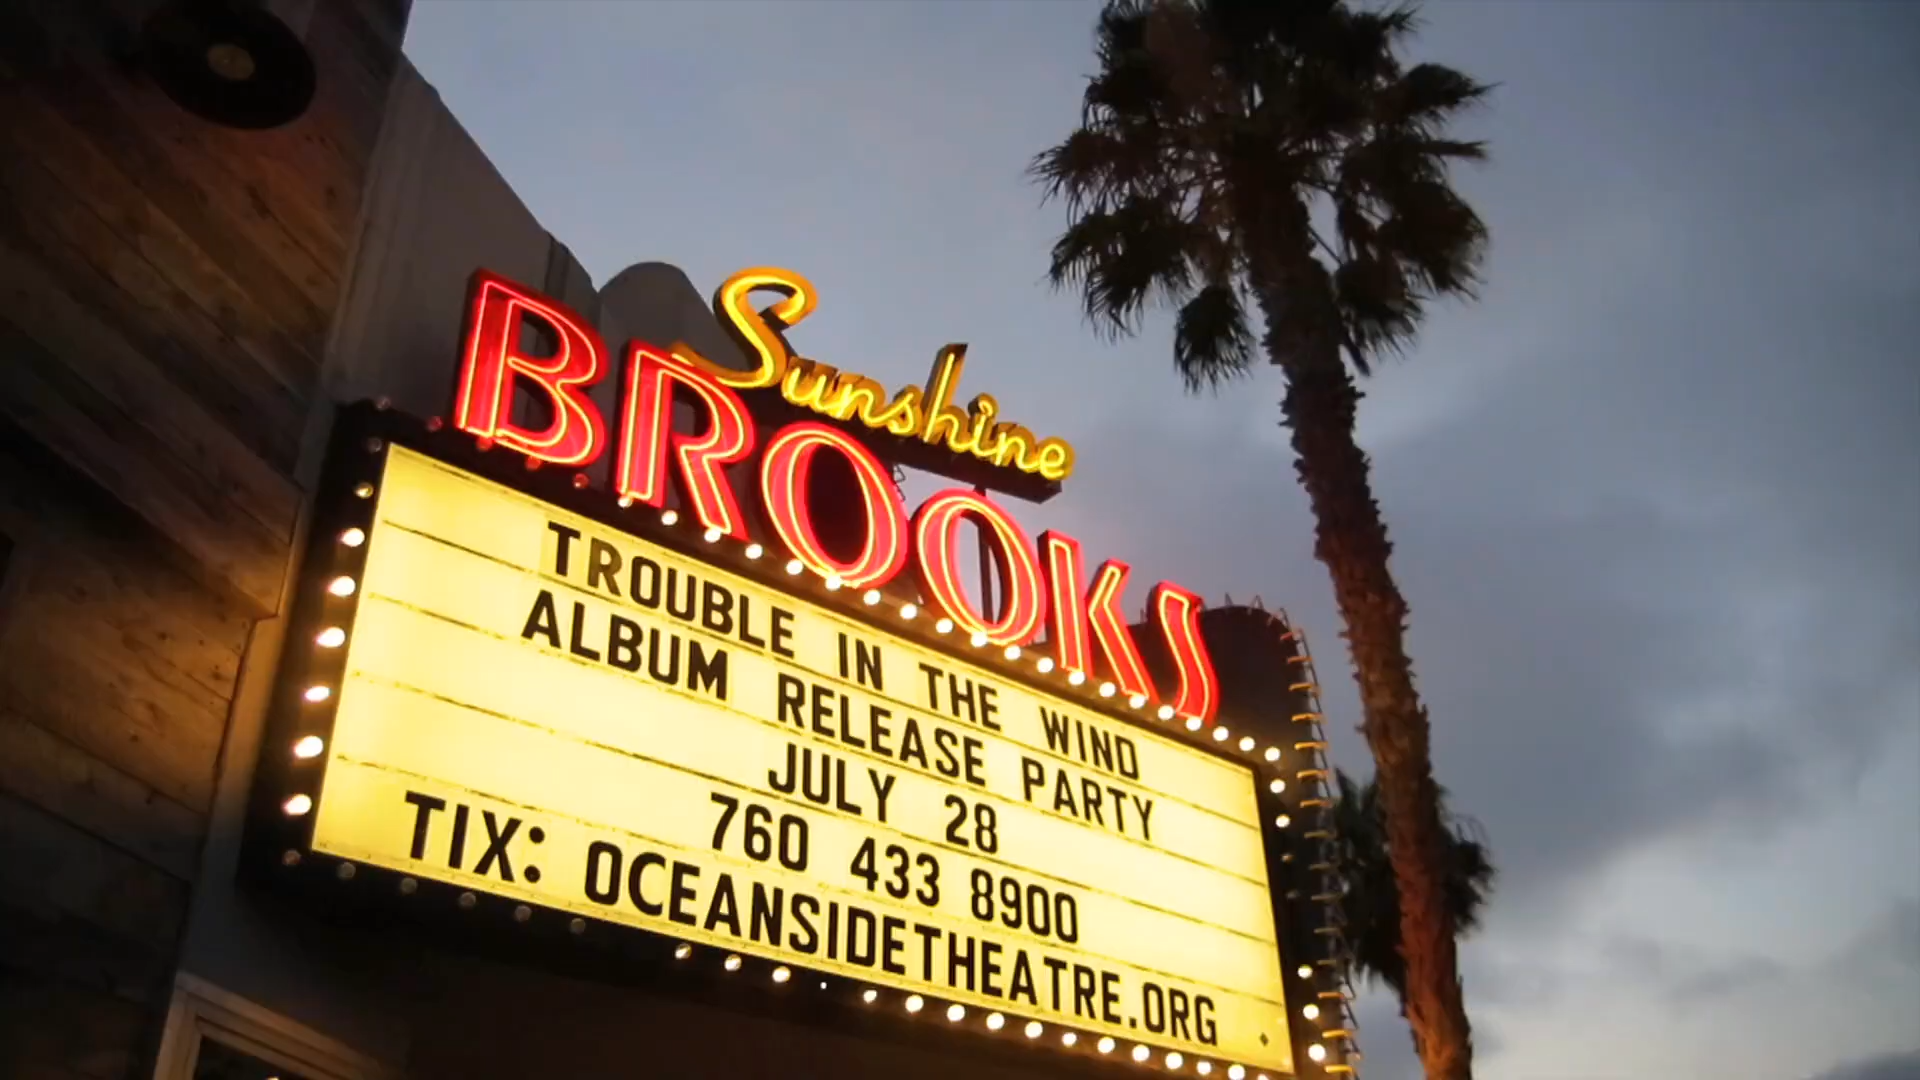 Sunshine
BROOKS
TROUBLE IN THE WIND
ALBUM RELEASE PARTY
JULY 28
760 433 8900
TIX: OCEANSIDETHEATRE.ORG